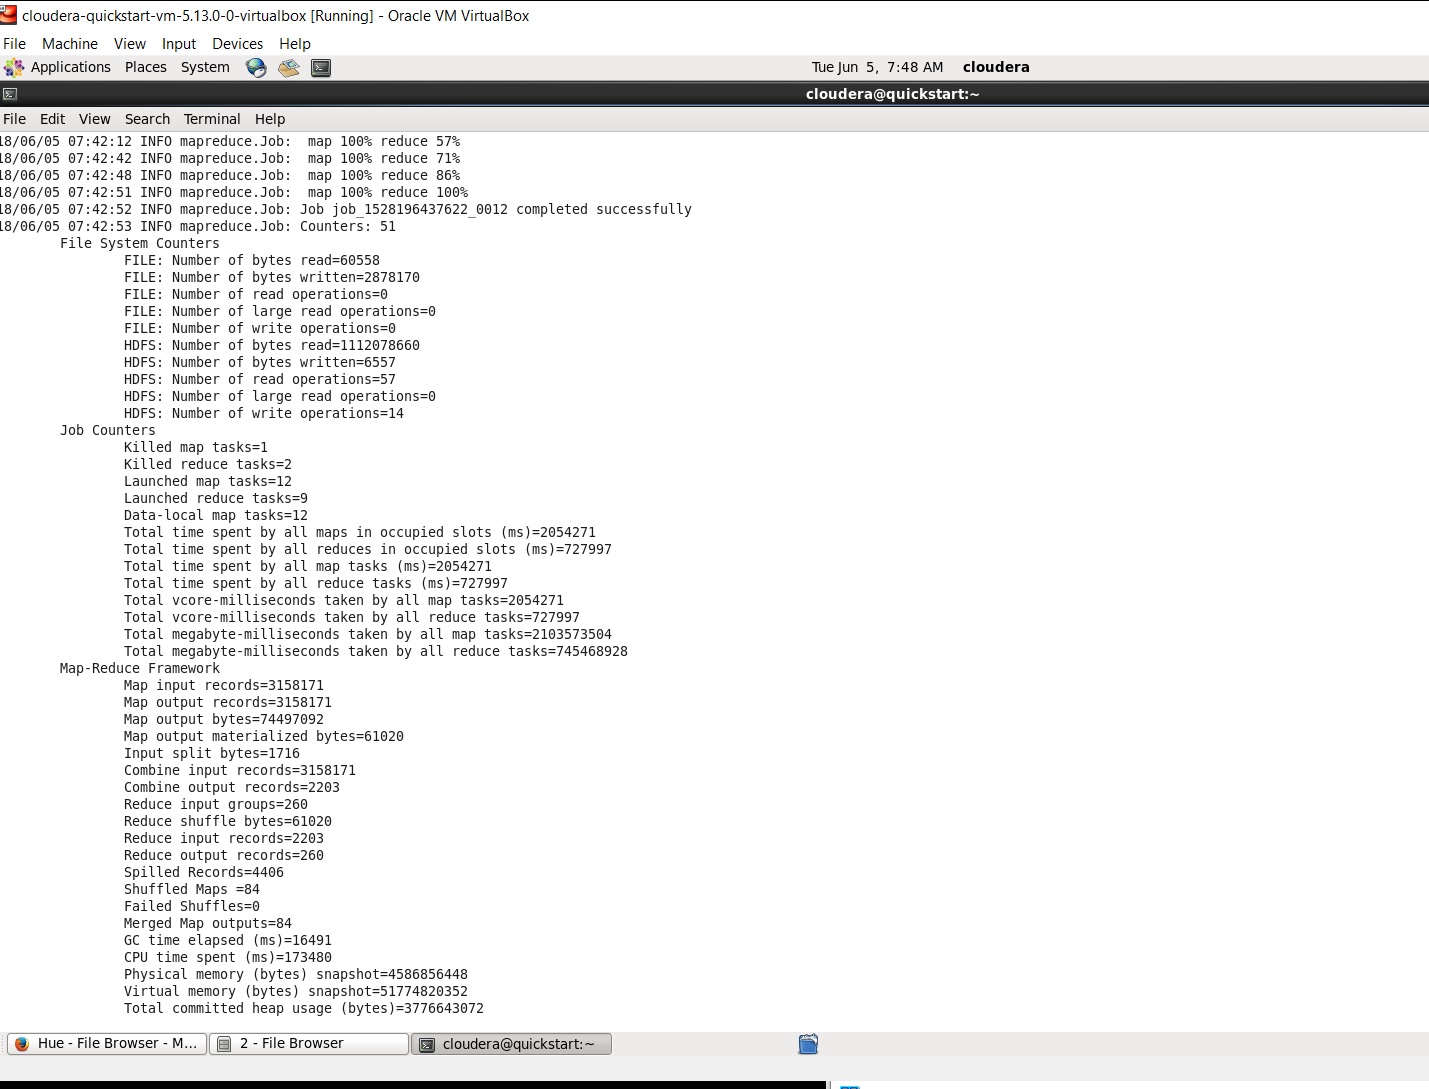 cloudera-quickstart-vm-5.13.0-0-virtualbox [Running] - Oracle VM VirtualBox
File Machine View Input Devices Help
Applications Places System Tue Jun 5, 7:48 AM cloudera
cloudera@quickstart:~
File Edit View Search Terminal Help
18/06/05 07:42:12 INFO mapreduce.Job:  map 100% reduce 57%
18/06/05 07:42:42 INFO mapreduce.Job:  map 100% reduce 71%
18/06/05 07:42:48 INFO mapreduce.Job:  map 100% reduce 86%
18/06/05 07:42:51 INFO mapreduce.Job:  map 100% reduce 100%
18/06/05 07:42:52 INFO mapreduce.Job: Job job_1528196437622_0012 completed successfully
18/06/05 07:42:53 INFO mapreduce.Job: Counters: 51
File System Counters
FILE: Number of bytes read=60558
FILE: Number of bytes written=2878170
FILE: Number of read operations=0
FILE: Number of large read operations=0
FILE: Number of write operations=0
HDFS: Number of bytes read=1112078660
HDFS: Number of bytes written=6557
HDFS: Number of read operations=57
HDFS: Number of large read operations=0
HDFS: Number of write operations=14
Job Counters
Killed map tasks=1
Killed reduce tasks=2
Launched map tasks=12
Launched reduce tasks=9
Data-local map tasks=12
Total time spent by all maps in occupied slots (ms)=2054271
Total time spent by all reduces in occupied slots (ms)=727997
Total time spent by all map tasks (ms)=2054271
Total time spent by all reduce tasks (ms)=727997
Total vcore-milliseconds taken by all map tasks=2054271
Total vcore-milliseconds taken by all reduce tasks=727997
Total megabyte-milliseconds taken by all map tasks=2103573504
Total megabyte-milliseconds taken by all reduce tasks=745468928
Map-Reduce Framework
Map input records=3158171
Map output records=3158171
Map output bytes=74497092
Map output materialized bytes=61020
Input split bytes=1716
Combine input records=3158171
Combine output records=2203
Reduce input groups=260
Reduce shuffle bytes=61020
Reduce input records=2203
Reduce output records=260
Spilled Records=4406
Shuffled Maps =84
Failed Shuffles=0
Merged Map outputs=84
GC time elapsed (ms)=16491
CPU time spent (ms)=173480
Physical memory (bytes) snapshot=4586856448
Virtual memory (bytes) snapshot=51774820352
Total committed heap usage (bytes)=3776643072
Hue - File Browser - M... 2 - File Browser cloudera@quickstart:~